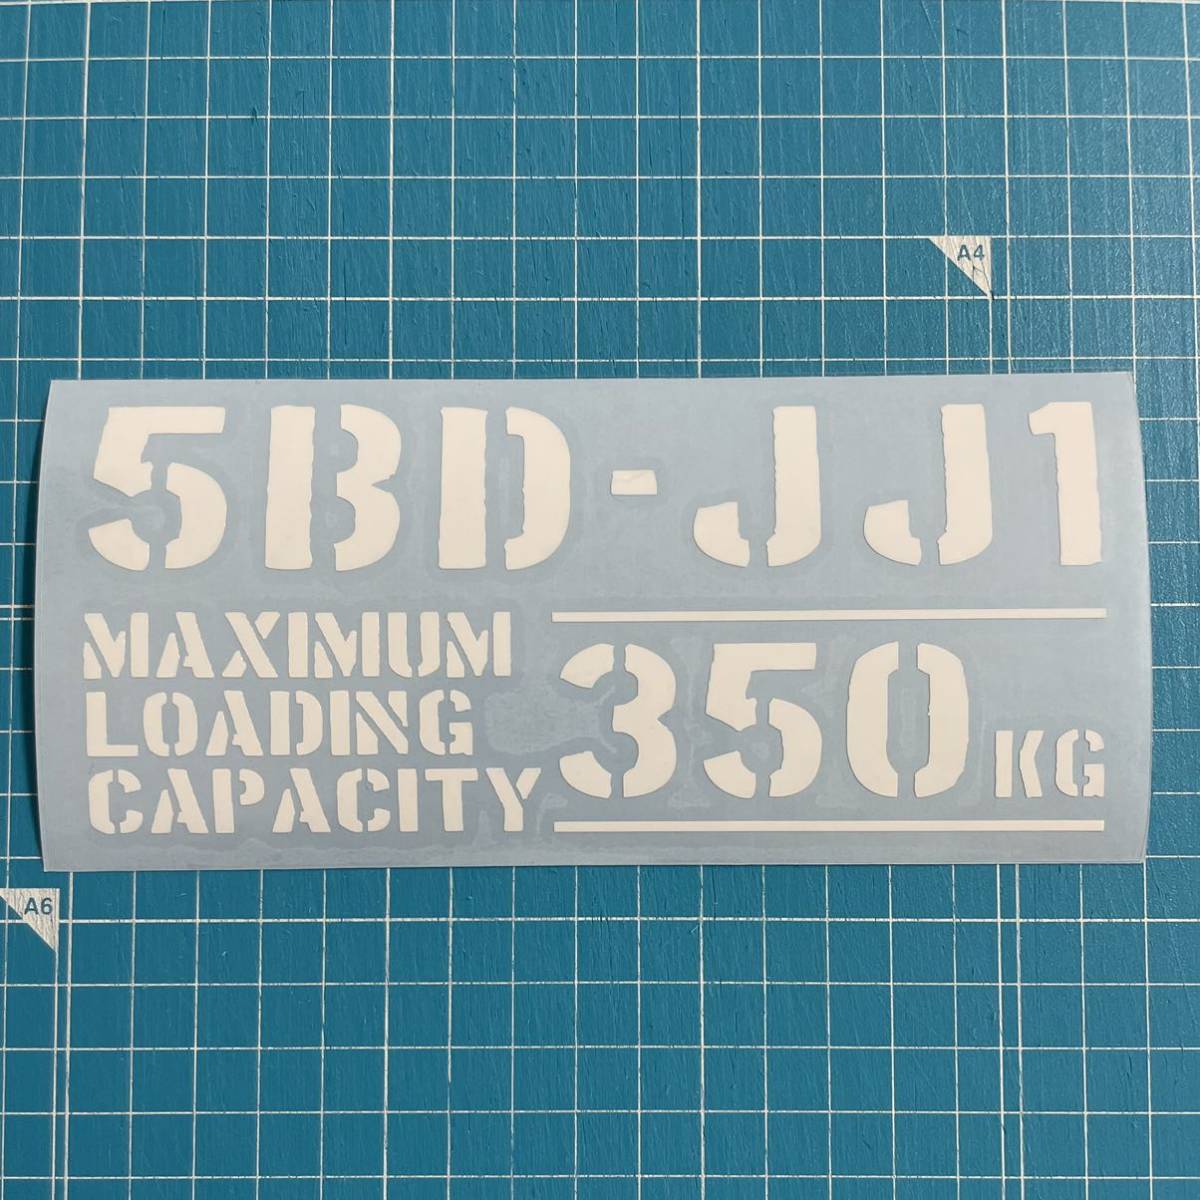 A4
5BD-JJ1
MAXIMUM
LOADING
CAPACITY
350KG
A6